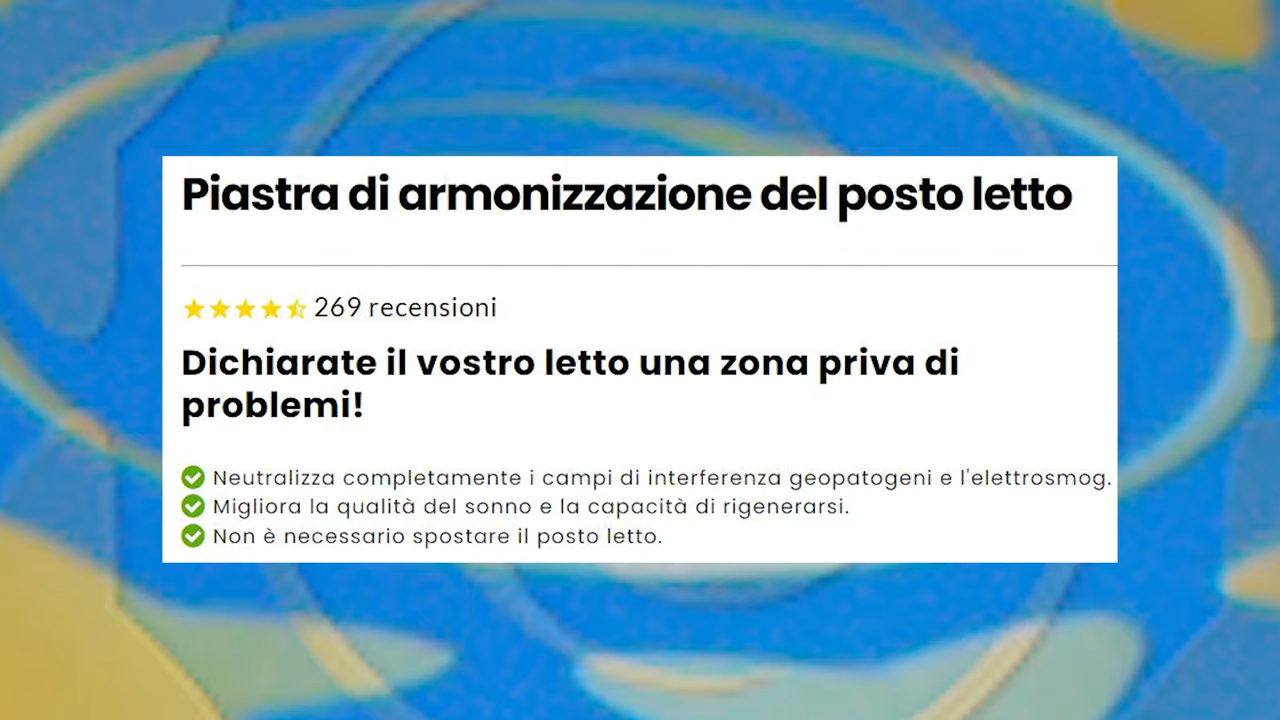 Piastra di armonizzazione del posto letto
269 recensioni
Dichiarate il vostro letto una zona priva di
problemi!
Neutralizza completamente i campi di interferenza geopatogeni e l'elettrosmog.
Migliora la qualità del sonno e la capacità di rigenerarsi.
Non è necessario spostare il posto letto.